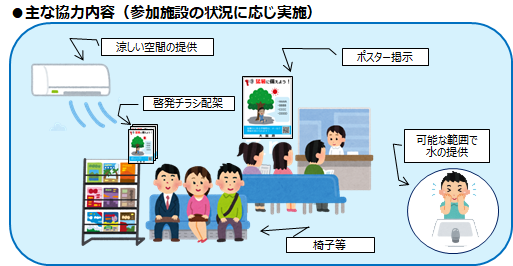 ●主な協力内容（参加施設の状況に応じ実施）
涼しい空間の提供
ポスター掲示
啓発チラシ配架
可能な範囲で
水の提供
椅子等